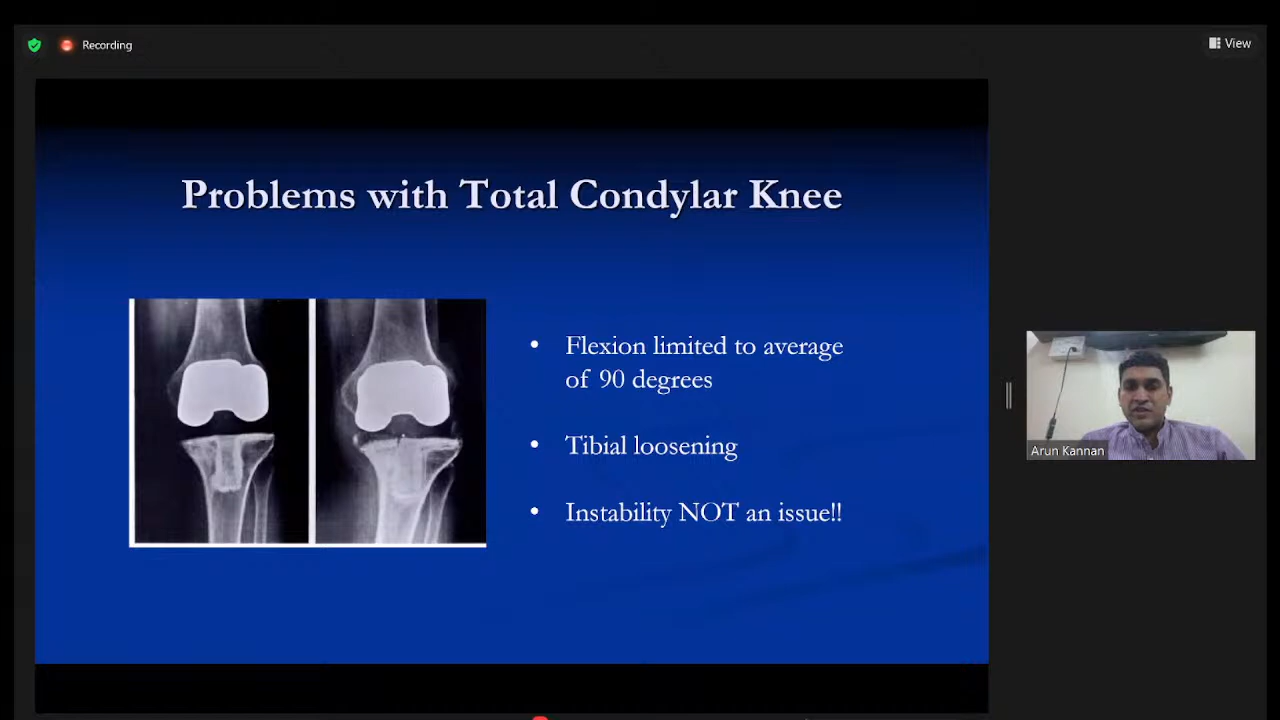 Recording
View
Problems with Total Condylar Knee
• Flexion limited to average
of 90 degrees
• Tibial loosening
• Instability NOT an issue!!
Arun Kannan